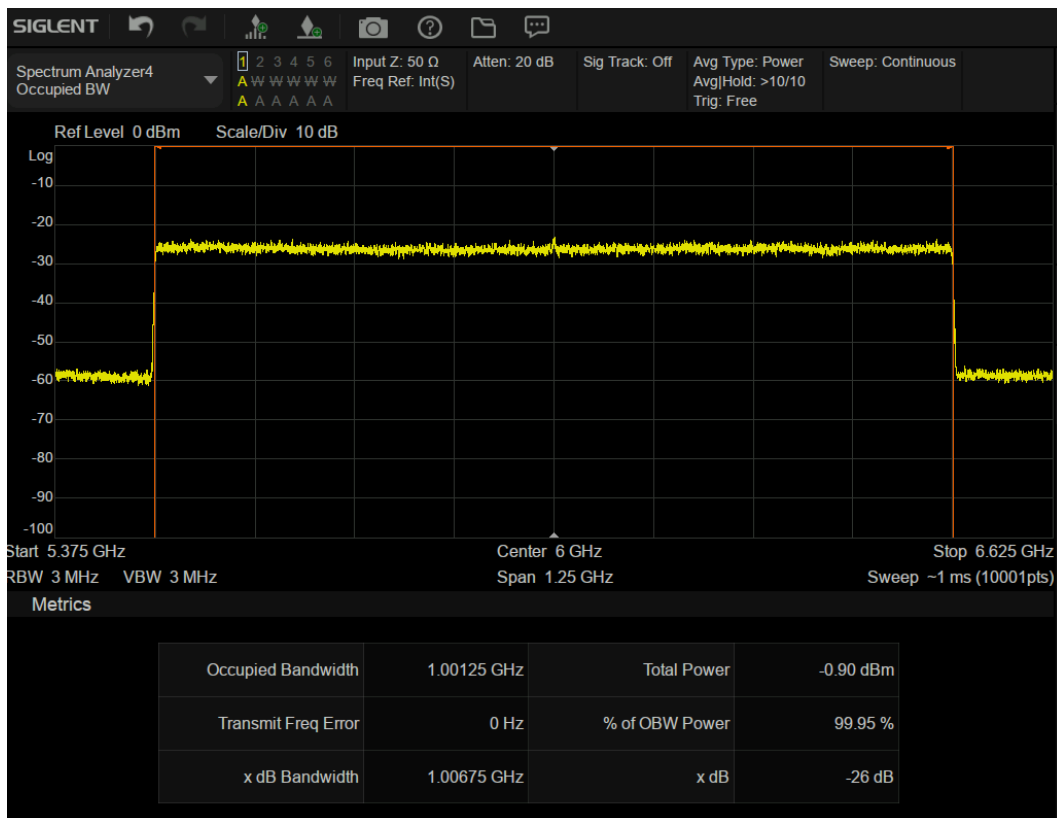 SIGLENT
Spectrum Analyzer4
Occupied BW
1 2 3 4 5 6
A W W W W W
A A A A A A
Input Z: 50 Ω
Freq Ref: Int(S)
Atten: 20 dB
Sig Track: Off
Avg Type: Power
Avg|Hold: >10/10
Trig: Free
Sweep: Continuous
Ref Level 0 dBm Scale/Div 10 dB
Log
-10
-20
-30
-40
-50
-60
-70
-80
-90
-100
Start 5.375 GHz Center 6 GHz Stop 6.625 GHz
RBW 3 MHz VBW 3 MHz Span 1.25 GHz Sweep ~1 ms (10001pts)
Metrics
Occupied Bandwidth 1.00125 GHz Total Power -0.90 dBm
Transmit Freq Error 0 Hz % of OBW Power 99.95 %
x dB Bandwidth 1.00675 GHz x dB -26 dB